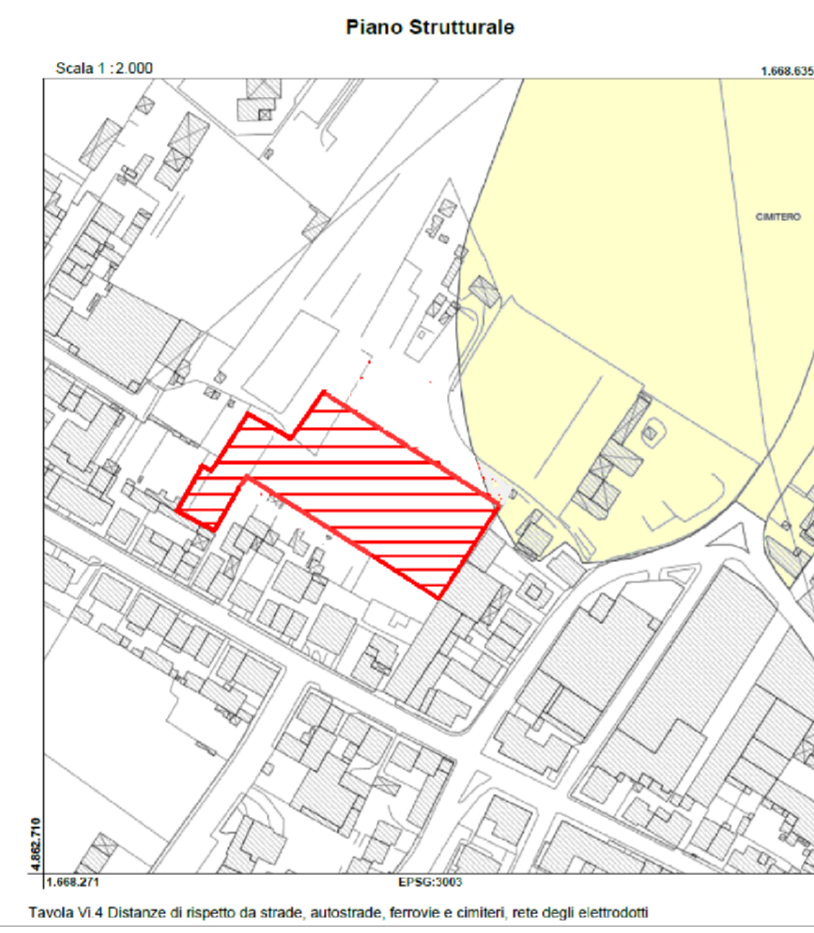 Piano Strutturale
Scala 1 :2.000
1.668.635
CIMITERO
4.862.710
1.668.271
EPSG:3003
Tavola VI.4 Distanze di rispetto da strade, autostrade, ferrovie e cimiteri, rete degli elettrodotti